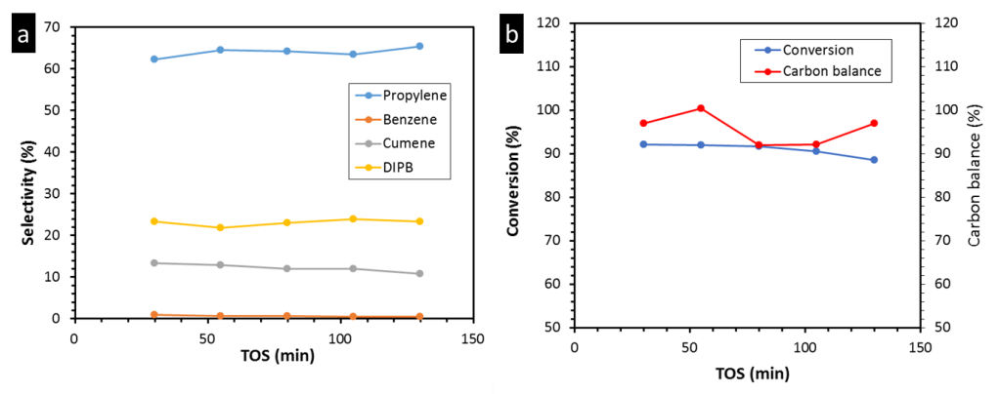 a
70
60
50
40
30
20
10
0
Selectivity (%)
Propylene
Benzene
Cumene
DIPB
0
50
100
150
TOS (min)
b
120
110
100
90
80
70
60
50
Conversion (%)
Conversion
Carbon balance
120
110
100
90
80
70
60
50
Carbon balance (%)
0
50
100
150
TOS (min)